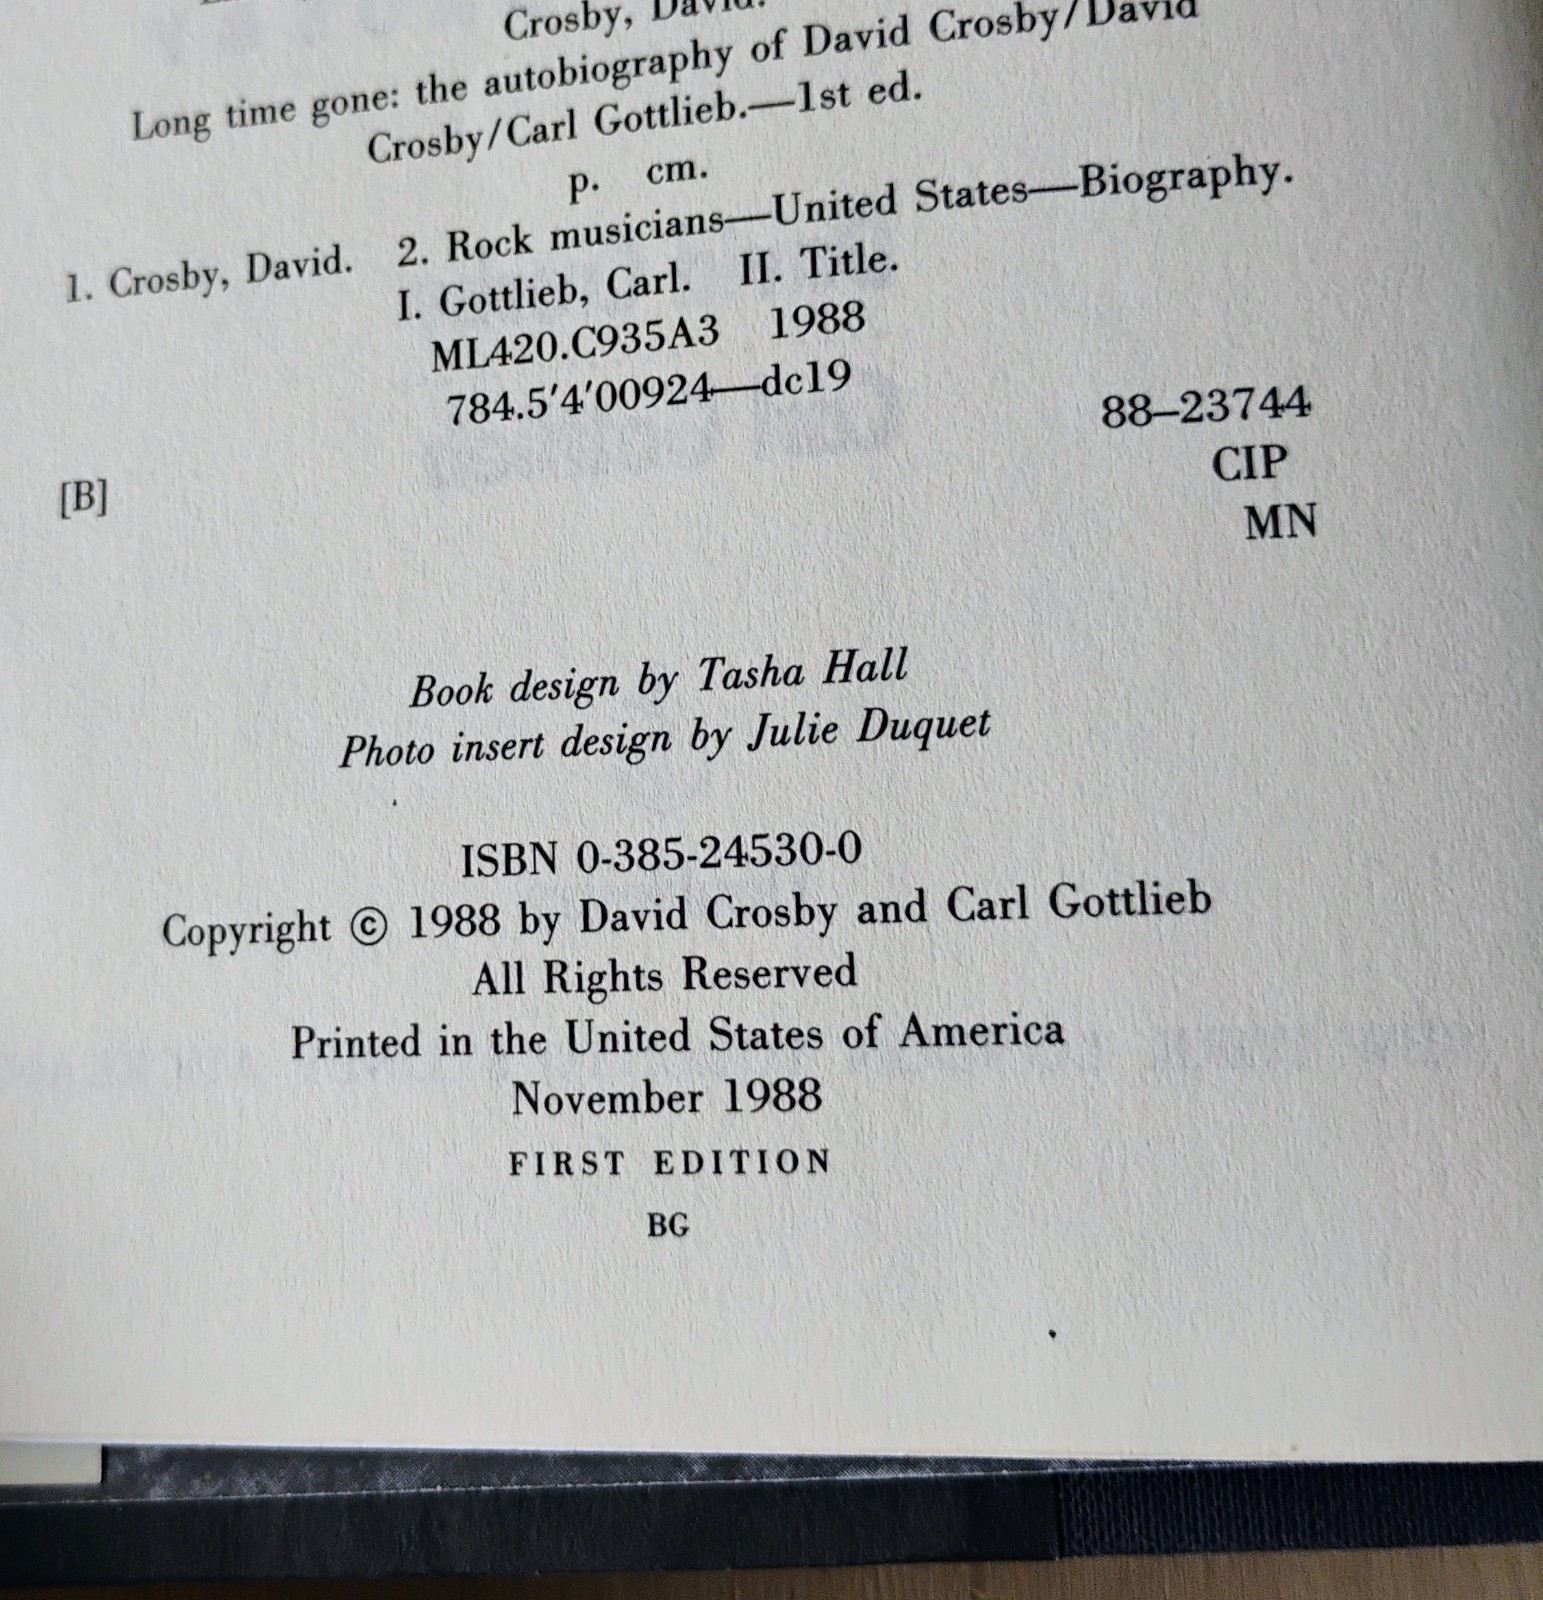 Crosby, David.
Long time gone: the autobiography of David Crosby/David
Crosby/Carl Gottlieb.—1st ed.
p. cm.
1. Crosby, David. 2. Rock musicians—United States—Biography.
I. Gottlieb, Carl. II. Title.
ML420.C935A3 1988
784.5′4′00924—dc19
88–23744
[B]
CIP
MN
Book design by Tasha Hall
Photo insert design by Julie Duquet
ISBN 0-385-24530-0
Copyright © 1988 by David Crosby and Carl Gottlieb
All Rights Reserved
Printed in the United States of America
November 1988
FIRST EDITION
BG